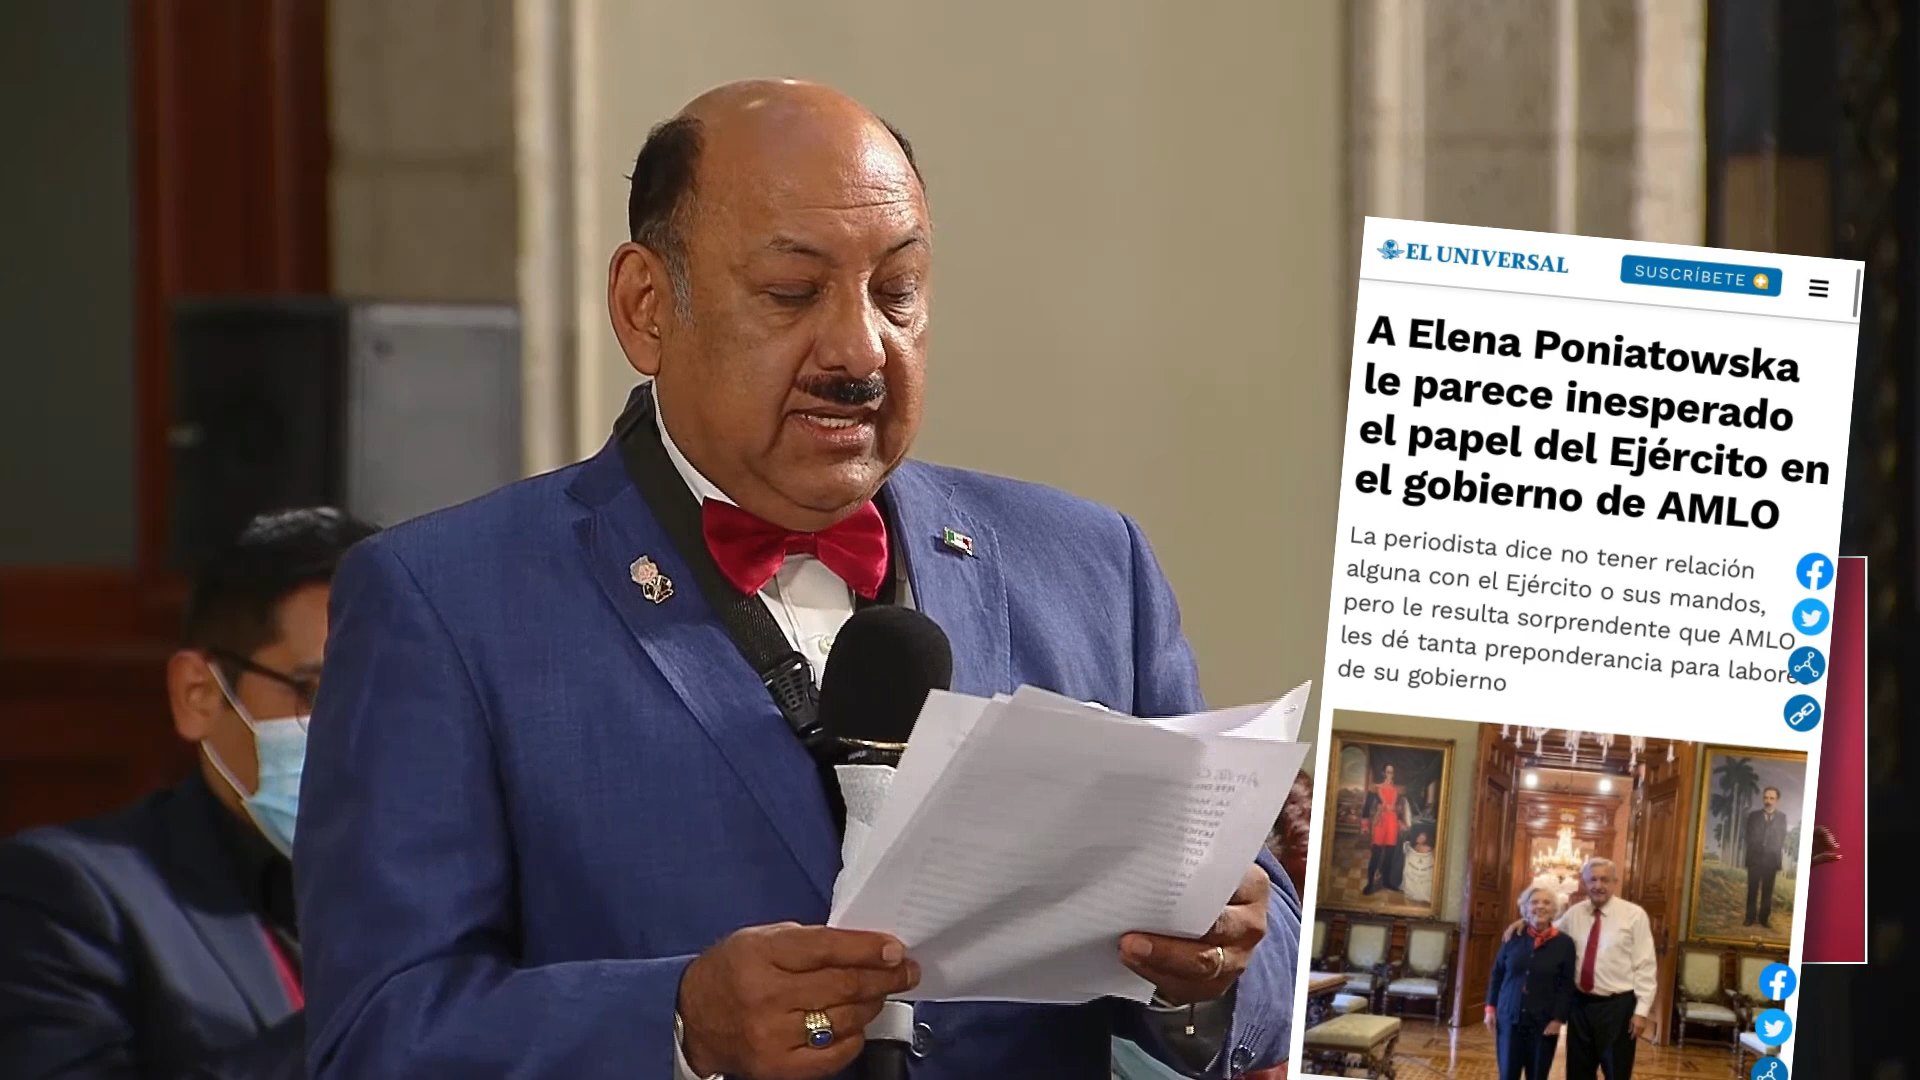 EL UNIVERSAL
SUSCRÍBETE
A Elena Poniatowska
le parece inesperado
el papel del Ejército en
el gobierno de AMLO
La periodista dice no tener relación
alguna con el Ejército o sus mandos,
pero le resulta sorprendente que AMLO
les dé tanta preponderancia para labore
de su gobierno